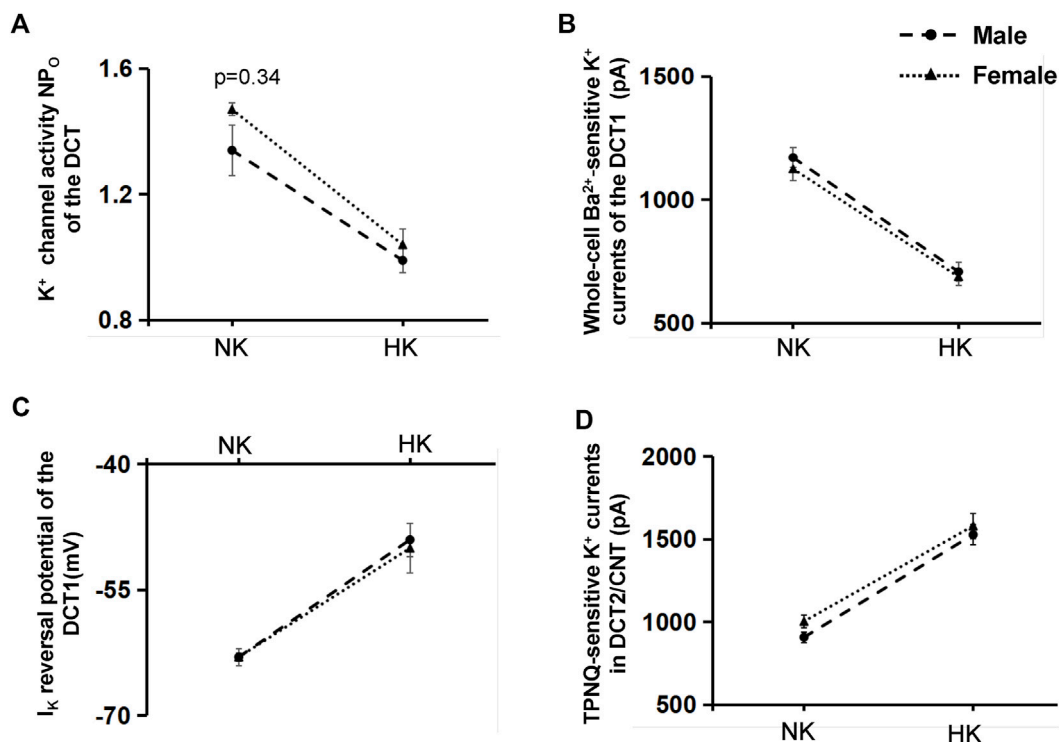 A
K⁺ channel activity NPO
of the DCT
1.6
1.2
0.8
p=0.34
NK
HK
B
Whole-cell Ba²⁺-sensitive K⁺
currents of the DCT1 (pA)
1500
1000
500
Male
Female
NK
HK
C
IK reversal potential of the
DCT1(mV)
NK
HK
-40
-55
-70
D
TPNQ-sensitive K⁺ currents
in DCT2/CNT (pA)
2000
1500
1000
500
NK
HK